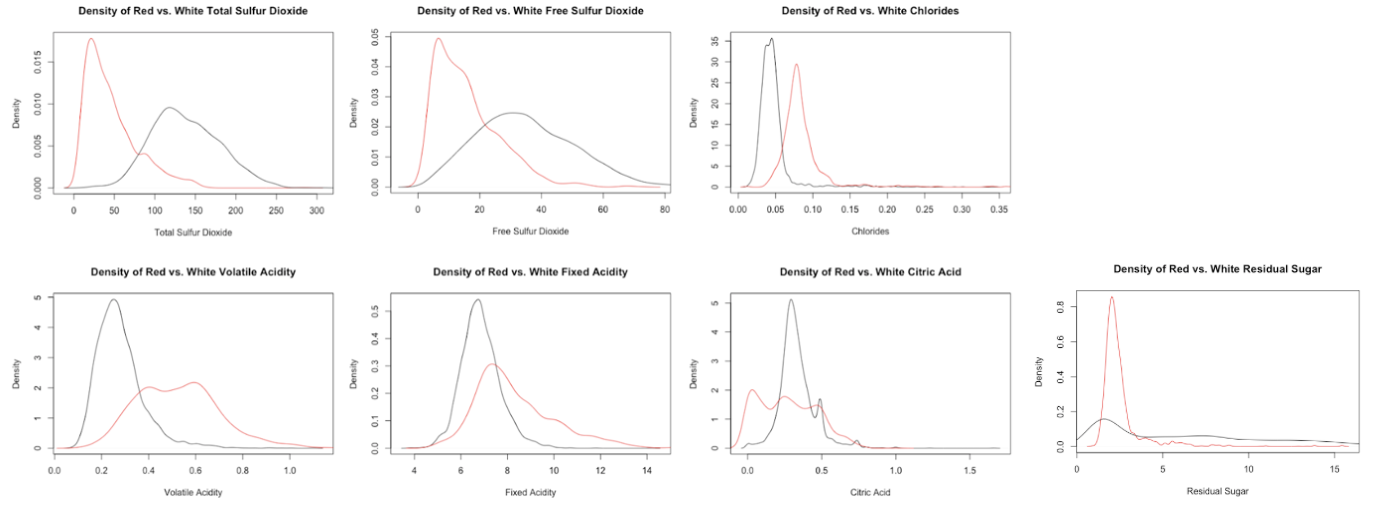 Density of Red vs. White Total Sulfur Dioxide
Density
0.000 0.005 0.010 0.015
0 50 100 150 200 250 300
Total Sulfur Dioxide
Density of Red vs. White Free Sulfur Dioxide
Density
0.00 0.01 0.02 0.03 0.04 0.05
0 20 40 60 80
Free Sulfur Dioxide
Density of Red vs. White Chlorides
Density
0 5 10 15 20 25 30 35
0.00 0.05 0.10 0.15 0.20 0.25 0.30 0.35
Chlorides
Density of Red vs. White Volatile Acidity
Density
0 1 2 3 4 5
0.0 0.2 0.4 0.6 0.8 1.0
Volatile Acidity
Density of Red vs. White Fixed Acidity
Density
0.0 0.1 0.2 0.3 0.4 0.5
4 6 8 10 12 14
Fixed Acidity
Density of Red vs. White Citric Acid
Density
0 1 2 3 4 5
0.0 0.5 1.0 1.5
Citric Acid
Density of Red vs. White Residual Sugar
Density
0.0 0.2 0.4 0.6 0.8
0 5 10 15
Residual Sugar